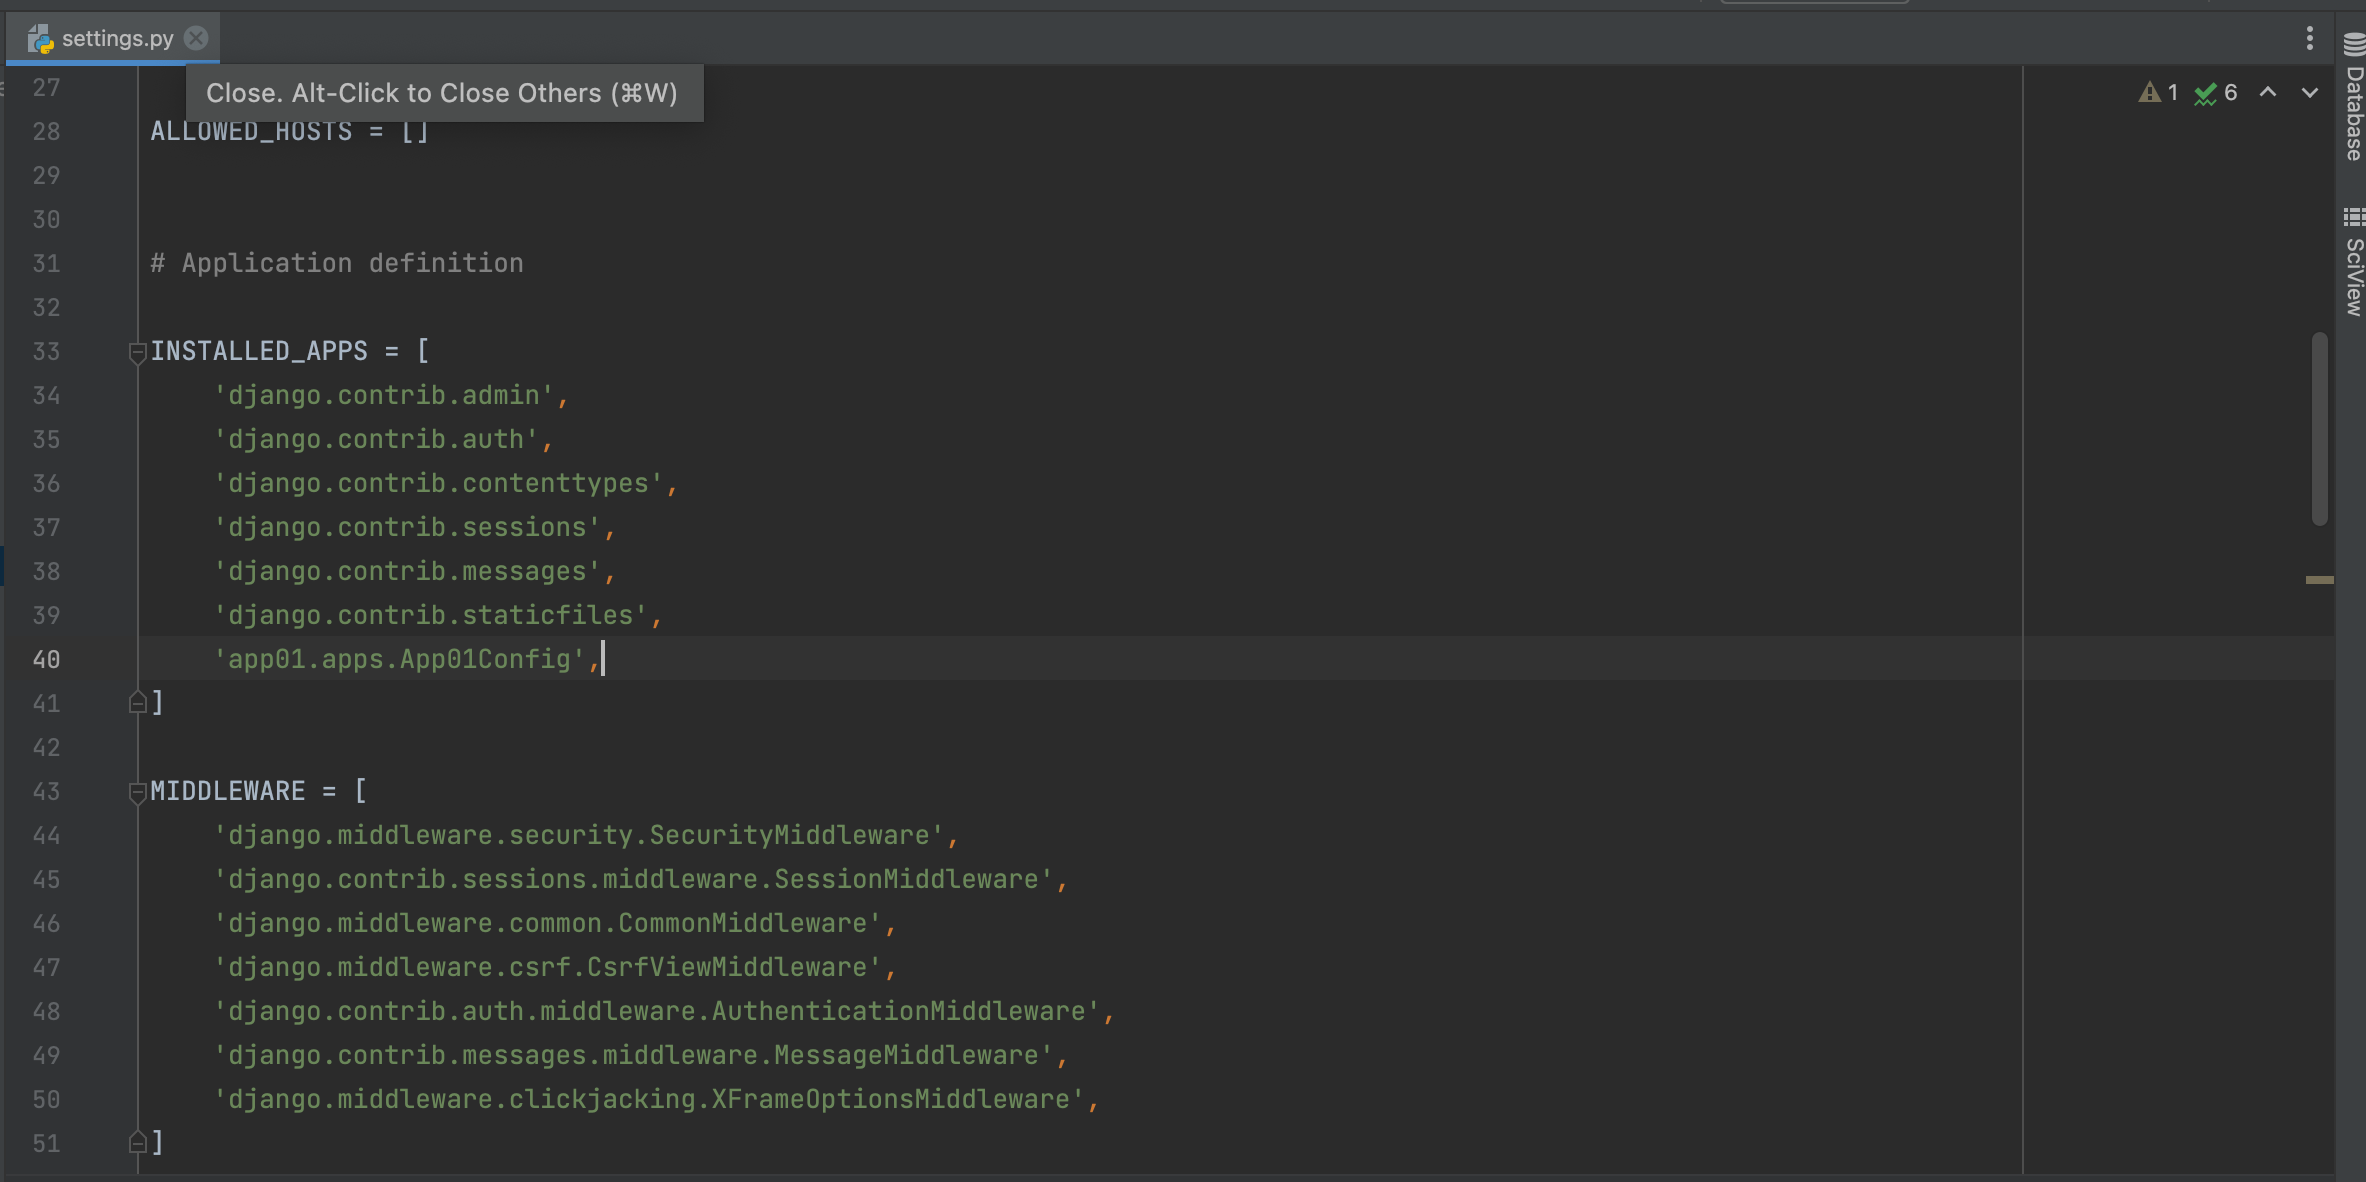 settings.py
Close. Alt-Click to Close Others (⌘W)
1 6
27
28 ALLOWED_HOSTS = []
29
30
31 # Application definition
32
33 INSTALLED_APPS = [
34 'django.contrib.admin',
35 'django.contrib.auth',
36 'django.contrib.contenttypes',
37 'django.contrib.sessions',
38 'django.contrib.messages',
39 'django.contrib.staticfiles',
40 'app01.apps.App01Config',
41 ]
42
43 MIDDLEWARE = [
44 'django.middleware.security.SecurityMiddleware',
45 'django.contrib.sessions.middleware.SessionMiddleware',
46 'django.middleware.common.CommonMiddleware',
47 'django.middleware.csrf.CsrfViewMiddleware',
48 'django.contrib.auth.middleware.AuthenticationMiddleware',
49 'django.contrib.messages.middleware.MessageMiddleware',
50 'django.middleware.clickjacking.XFrameOptionsMiddleware',
51 ]
Database
SciView